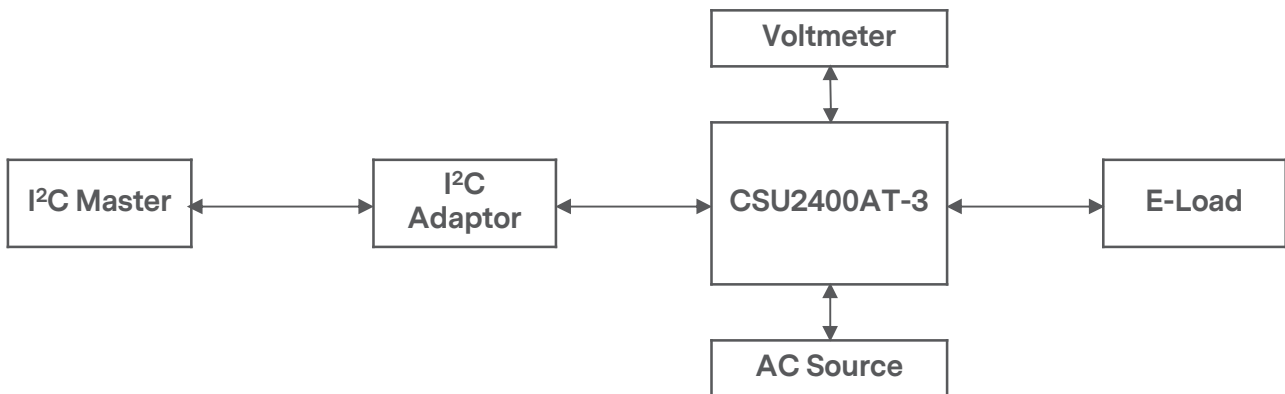 Voltmeter
I²C Master
I²C
Adaptor
CSU2400AT-3
E-Load
AC Source